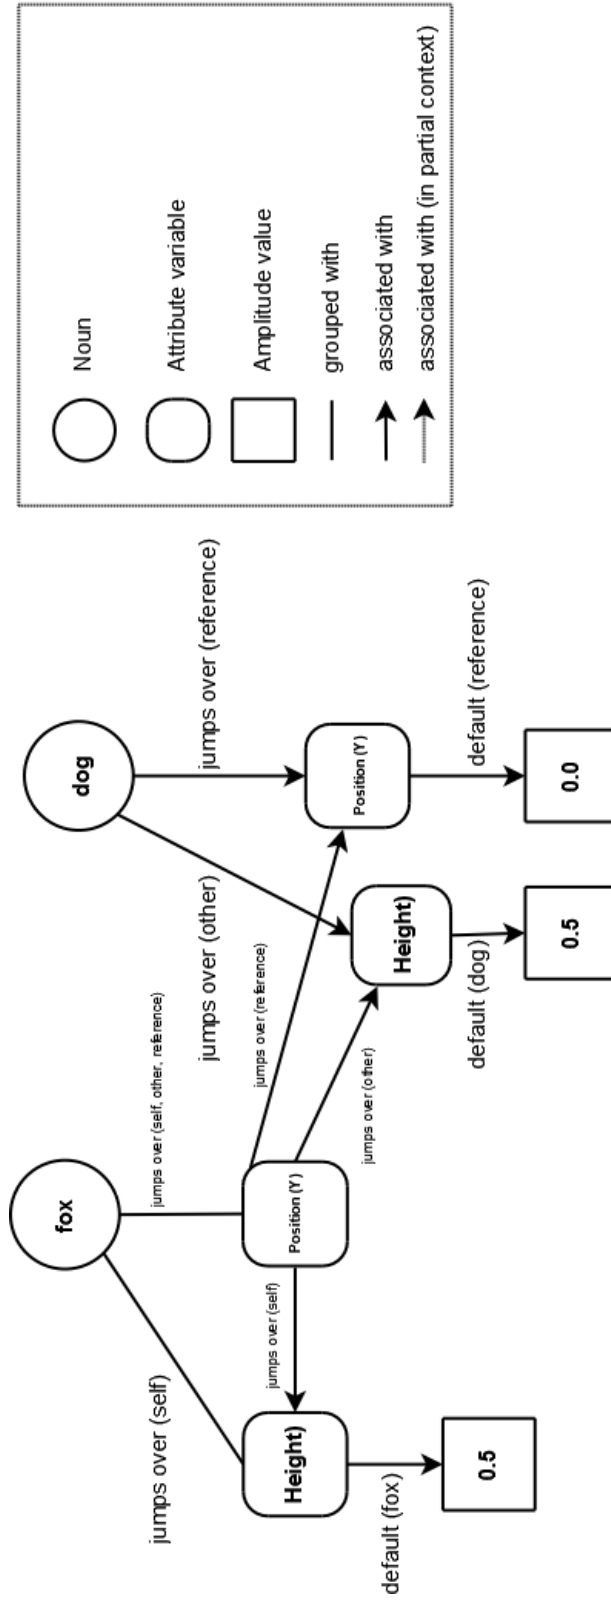 fox
dog
jumps over (self)
jumps over (self, other, reference)
jumps over (other)
jumps over (reference)
jumps over (reference)
Height)
jumps over (self)
Position (Y)
jumps over (other)
Height)
Position (Y)
default (fox)
default (dog)
default (reference)
0.5
0.5
0.0
Noun
Attribute variable
Amplitude value
grouped with
associated with
associated with (in partial context)